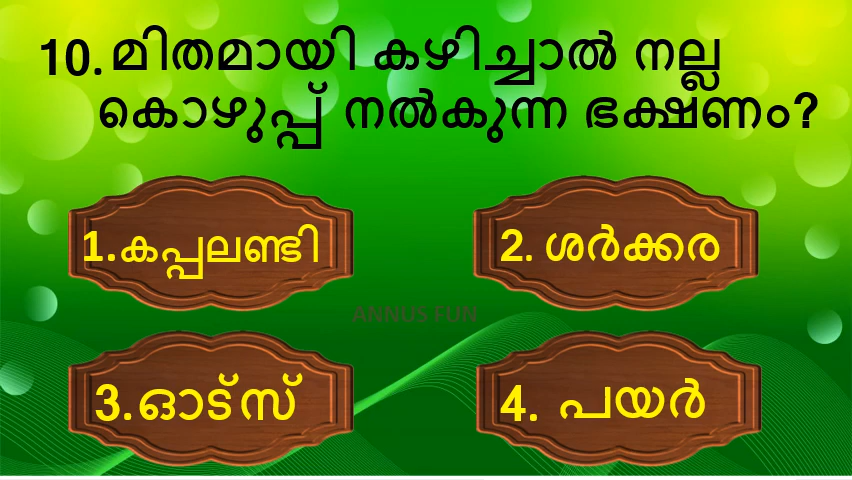 10. മിതമായി കഴിച്ചാൽ നല്ല
കൊഴുപ്പ് നൽകുന്ന ഭക്ഷണം?
1.കപ്പലണ്ടി
2. ശർക്കര
ANNUS FUN
3.ഓട്സ്
4. പയർ